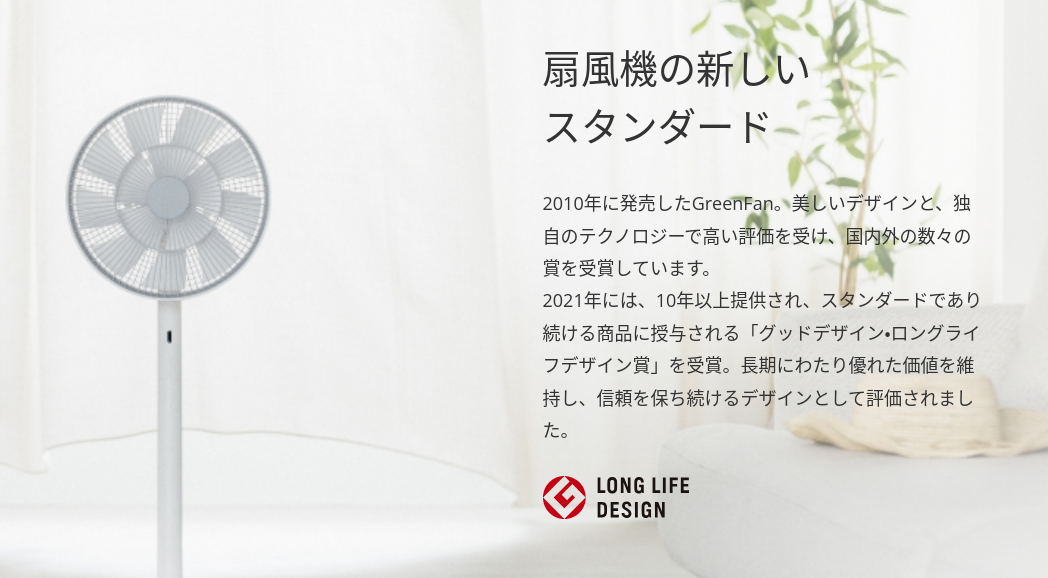 扇風機の新しい
スタンダード
2010年に発売したGreenFan。美しいデザインと、独
自のテクノロジーで高い評価を受け、国内外の数々の
賞を受賞しています。
2021年には、10年以上提供され、スタンダードであり
続ける商品に授与される「グッドデザイン•ロングライ
フデザイン賞」を受賞。長期にわたり優れた価値を維
持し、信頼を保ち続けるデザインとして評価されまし
た。
LONG LIFE
DESIGN